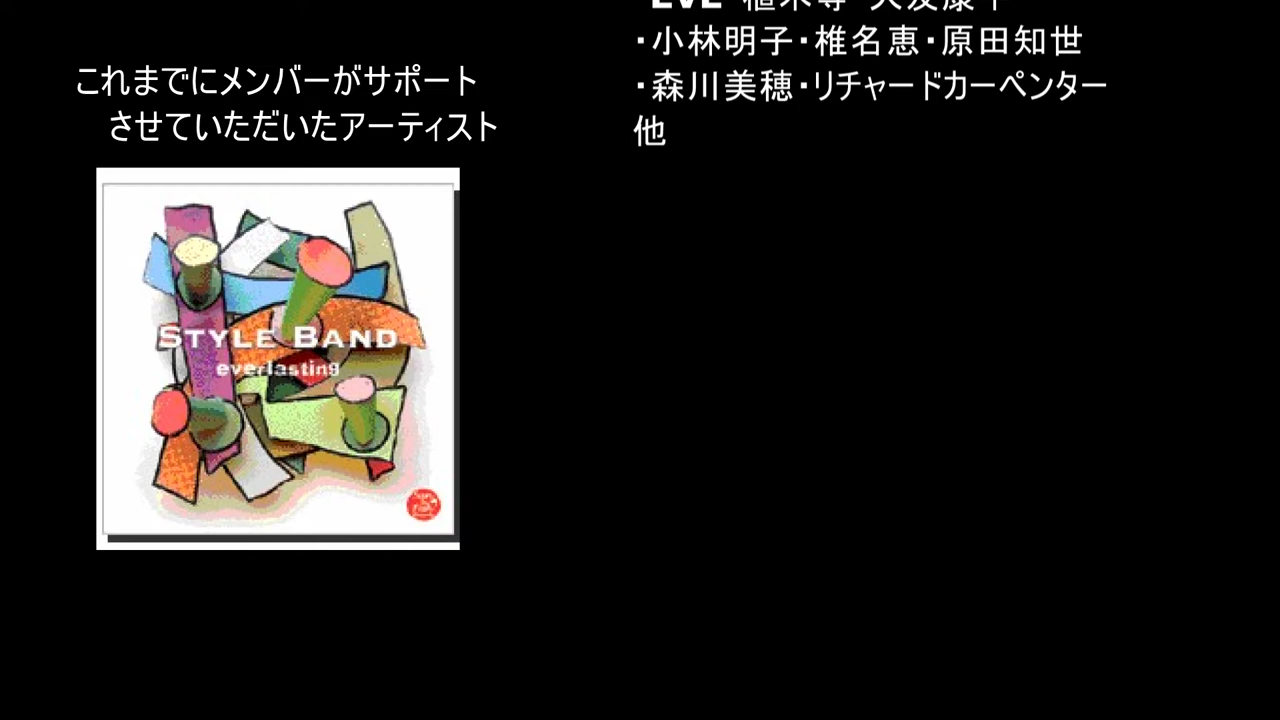 これまでにメンバーがサポート
させていただいたアーティスト
STYLE BAND
everlasting
・小林明子・椎名恵・原田知世
・森川美穂・リチャードカーペンター
他